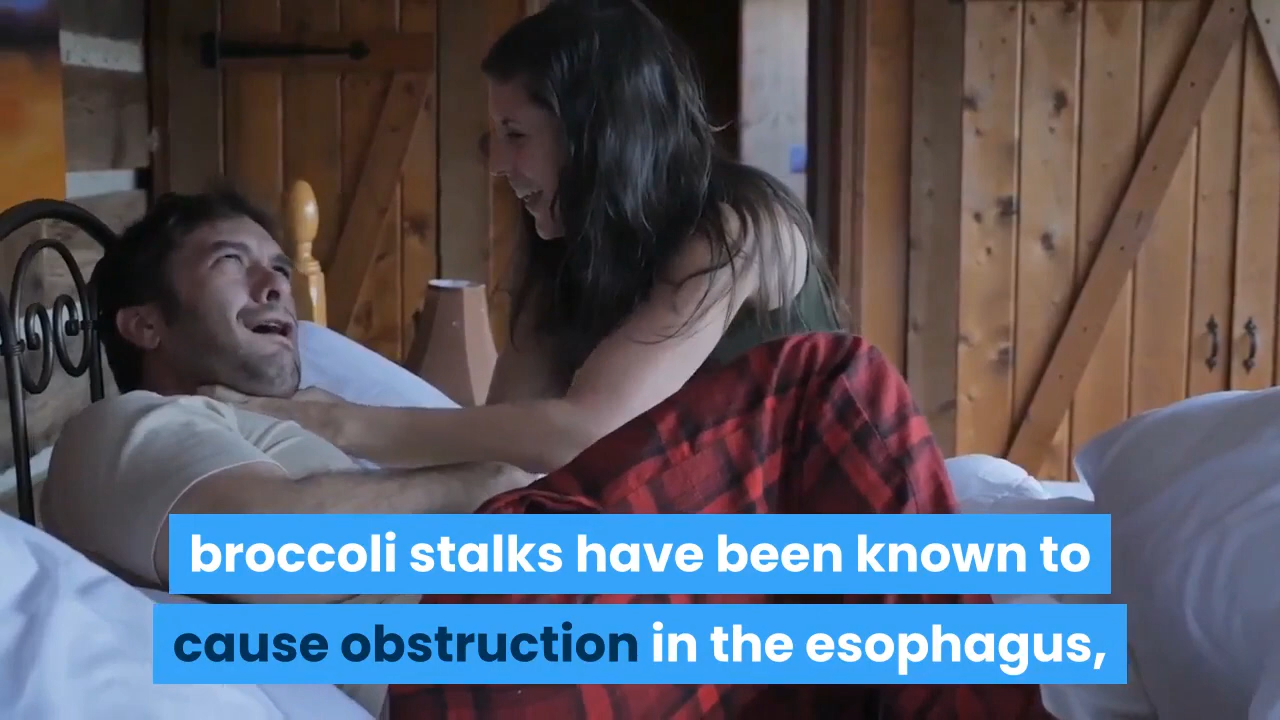 broccoli stalks have been known to
cause obstruction in the esophagus,